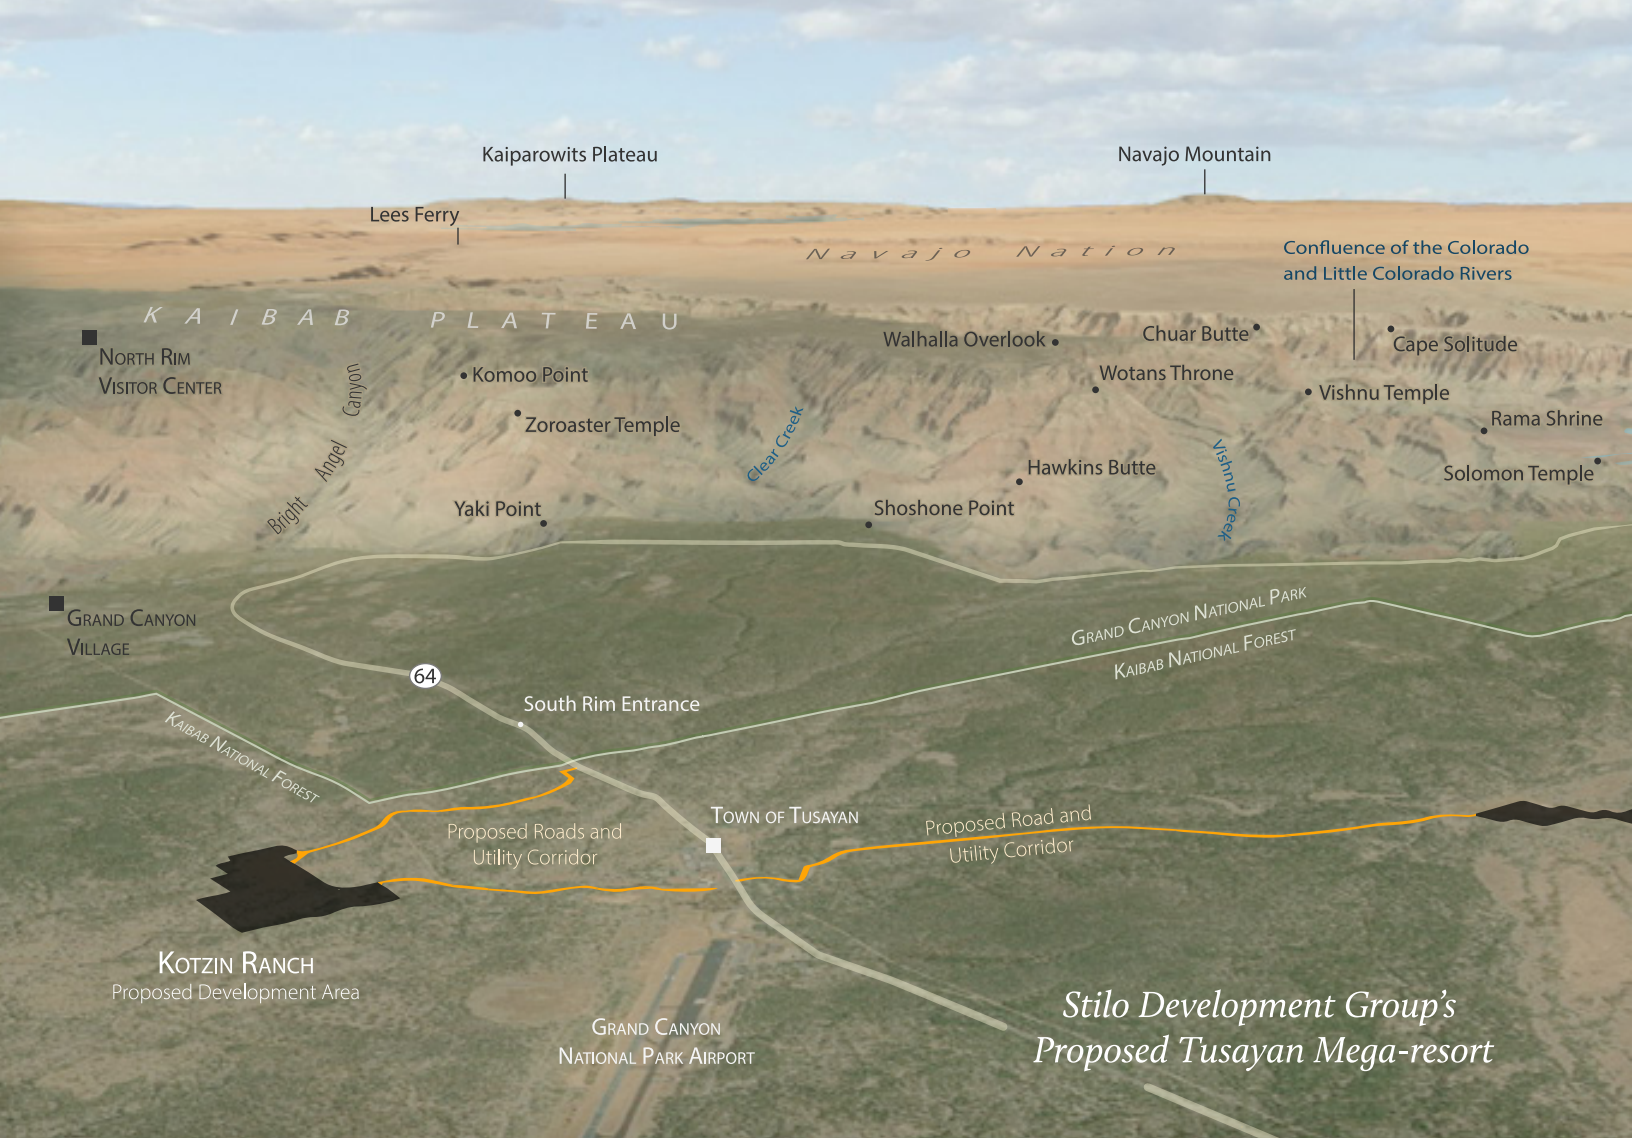 Kaiparowits Plateau
Navajo Mountain
Lees Ferry
Navajo Nation
Confluence of the Colorado
and Little Colorado Rivers
KAIBAB PLATEAU
NORTH RIM
VISITOR CENTER
Walhalla Overlook
Chuar Butte
Cape Solitude
Komoo Point
Wotans Throne
Vishnu Temple
Bright Angel Canyon
Zoroaster Temple
Clear Creek
Rama Shrine
Hawkins Butte
Vishnu Creek
Solomon Temple
Yaki Point
Shoshone Point
GRAND CANYON
VILLAGE
GRAND CANYON NATIONAL PARK
KAIBAB NATIONAL FOREST
64
South Rim Entrance
KAIBAB NATIONAL FOREST
TOWN OF TUSAYAN
Proposed Roads and
Utility Corridor
Proposed Road and
Utility Corridor
KOTZIN RANCH
Proposed Development Area
GRAND CANYON
NATIONAL PARK AIRPORT
Stilo Development Group's
Proposed Tusayan Mega-resort